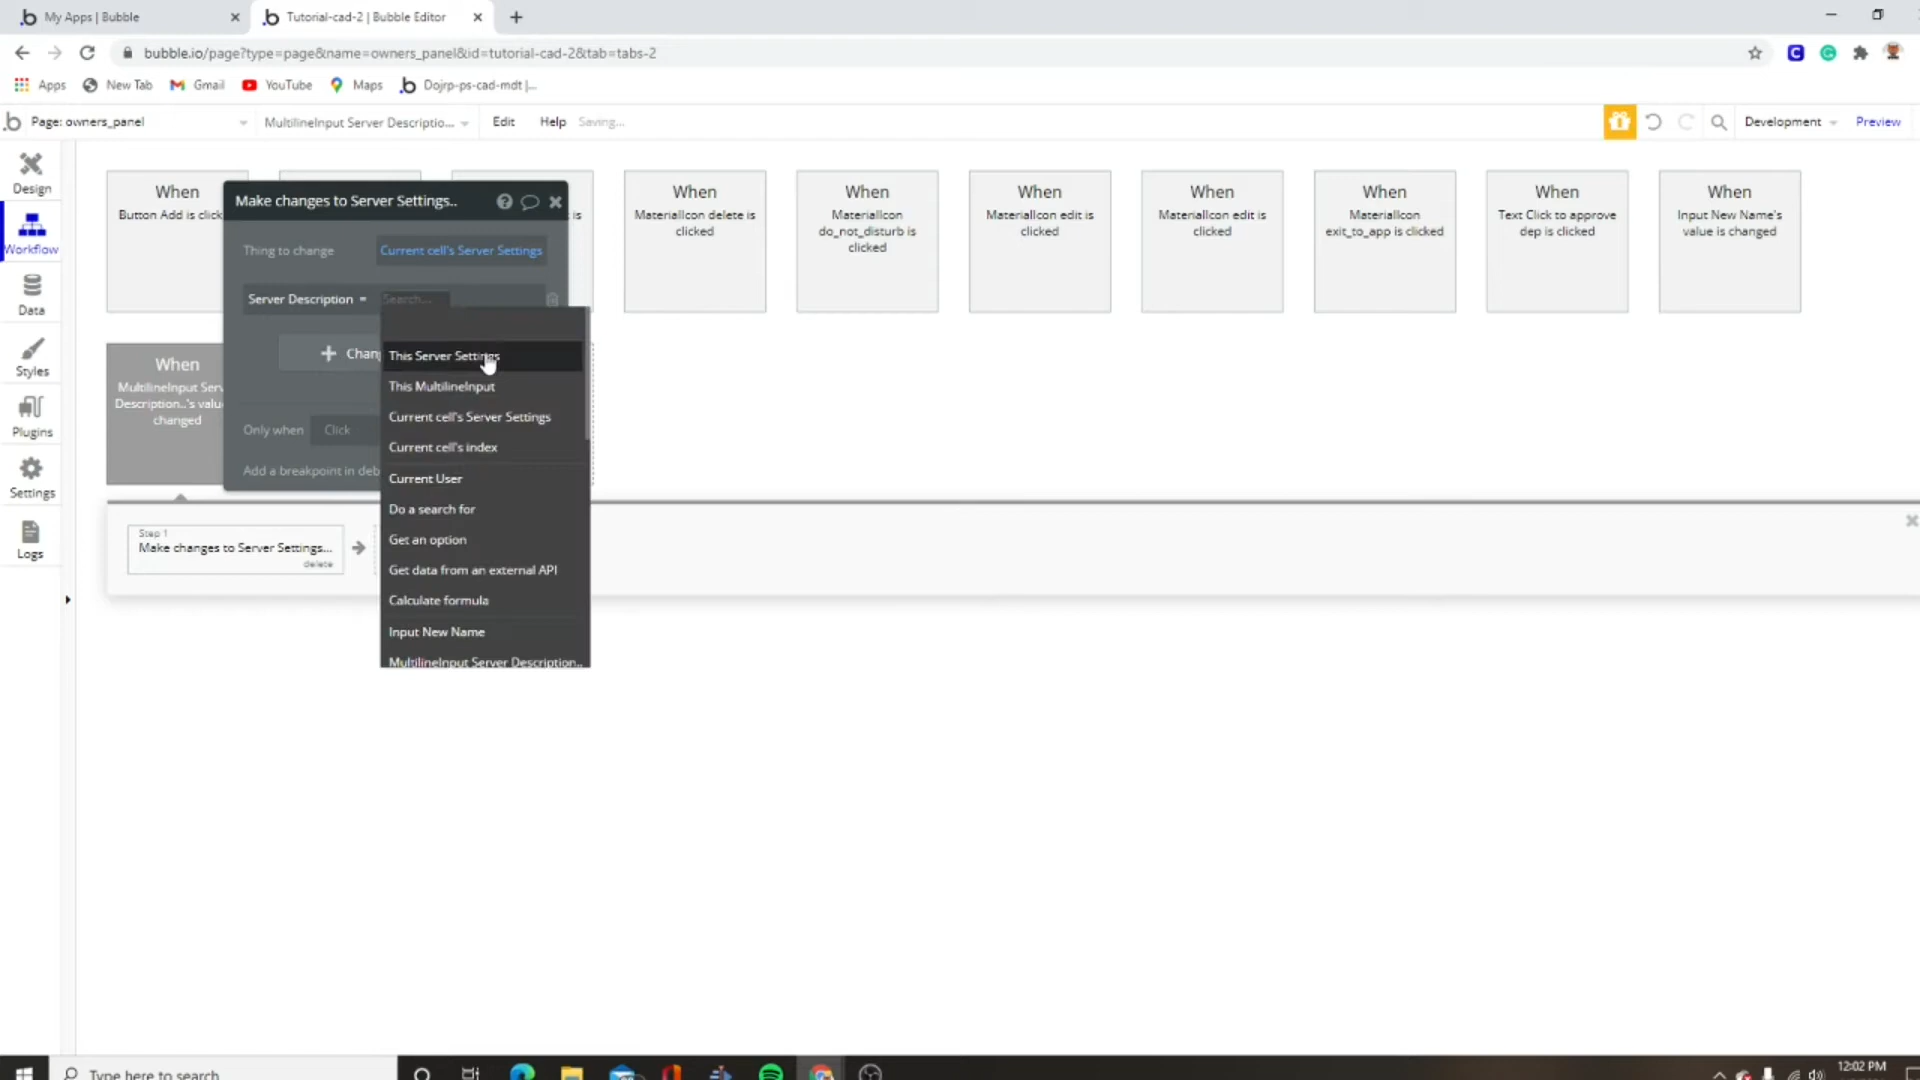 My Apps | Bubble
Tutorial-cad-2 | Bubble Editor
bubble.io/page?type=page&name=owners_panel&id=tutorial-cad-2&tab=tabs-2
Apps
New Tab
Gmail
YouTube
Maps
Dojrp-ps-cad-mdt |...
Page: owners_panel
MultilineInput Server Descriptio...
Edit
Help
Saving...
Development
Preview
Design
Workflow
Data
Styles
Plugins
Settings
Logs
When
Button Add is click
is
When
MaterialIcon delete is
clicked
When
MaterialIcon
do_not_disturb is
clicked
When
MaterialIcon edit is
clicked
When
MaterialIcon edit is
clicked
When
MaterialIcon
exit_to_app is clicked
When
Text Click to approve
dep is clicked
When
Input New Name's
value is changed
When
MultilineInput Serv
Description..'s valu
changed
Make changes to Server Settings..
Thing to change
Current cell's Server Settings
Server Description =
Search...
Chang
Only when
Click
Add a breakpoint in deb
This Server Settings
This MultilineInput
Current cell's Server Settings
Current cell's index
Current User
Do a search for
Get an option
Get data from an external API
Calculate formula
Input New Name
MultilineInput Server Description..
Step 1
Make changes to Server Settings...
delete
Type here to search
12:02 PM